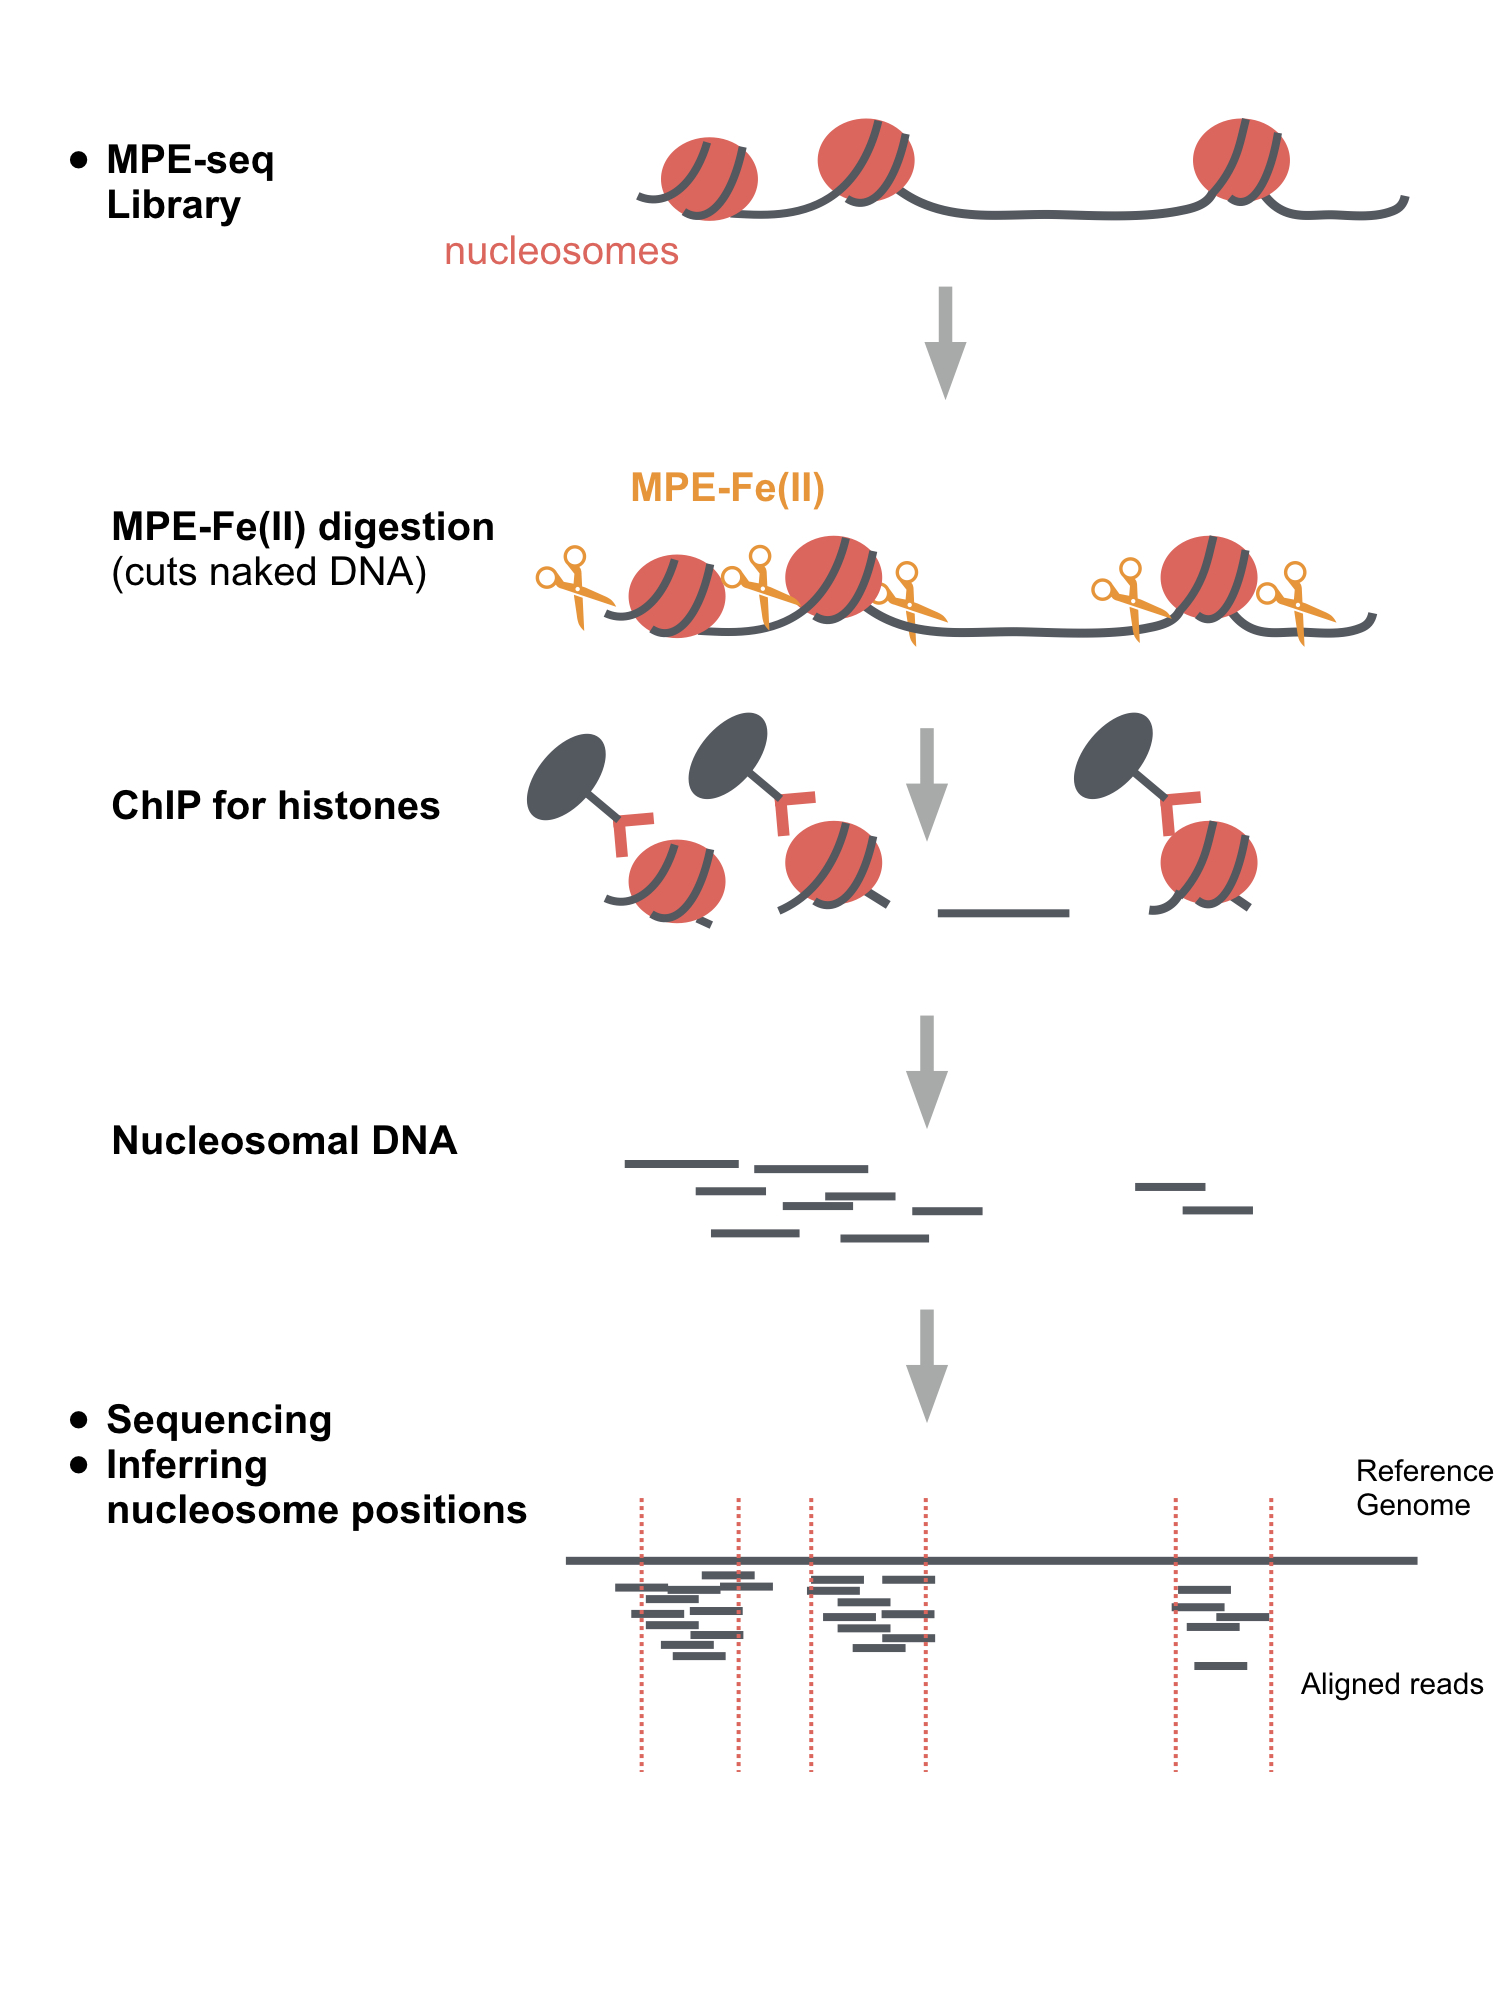 • MPE-seq
Library
nucleosomes
MPE-Fe(II)
MPE-Fe(II) digestion
(cuts naked DNA)
ChIP for histones
Nucleosomal DNA
• Sequencing
• Inferring
nucleosome positions
Reference
Genome
Aligned reads